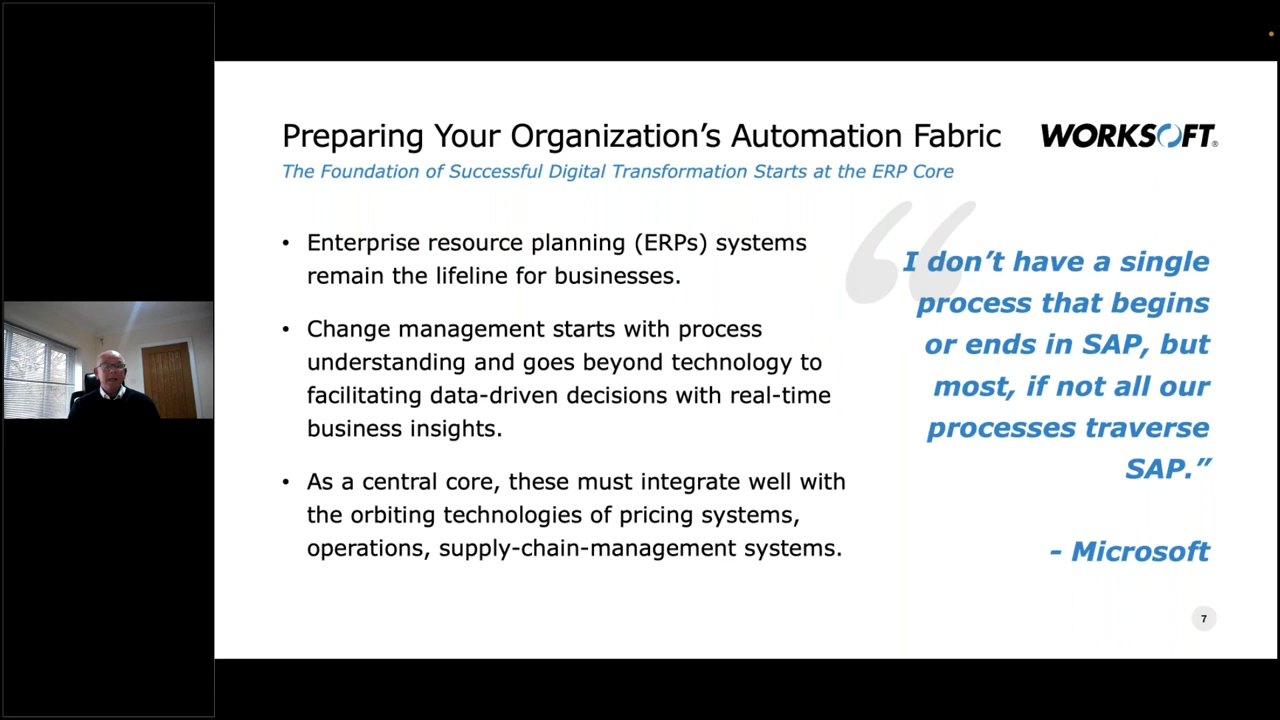 Preparing Your Organization’s Automation Fabric
WORKSOFT®
The Foundation of Successful Digital Transformation Starts at the ERP Core
• Enterprise resource planning (ERPs) systems
remain the lifeline for businesses.
• Change management starts with process
understanding and goes beyond technology to
facilitating data-driven decisions with real-time
business insights.
• As a central core, these must integrate well with
the orbiting technologies of pricing systems,
operations, supply-chain-management systems.
“I don’t have a single
process that begins
or ends in SAP, but
most, if not all our
processes traverse
SAP.”
– Microsoft
7